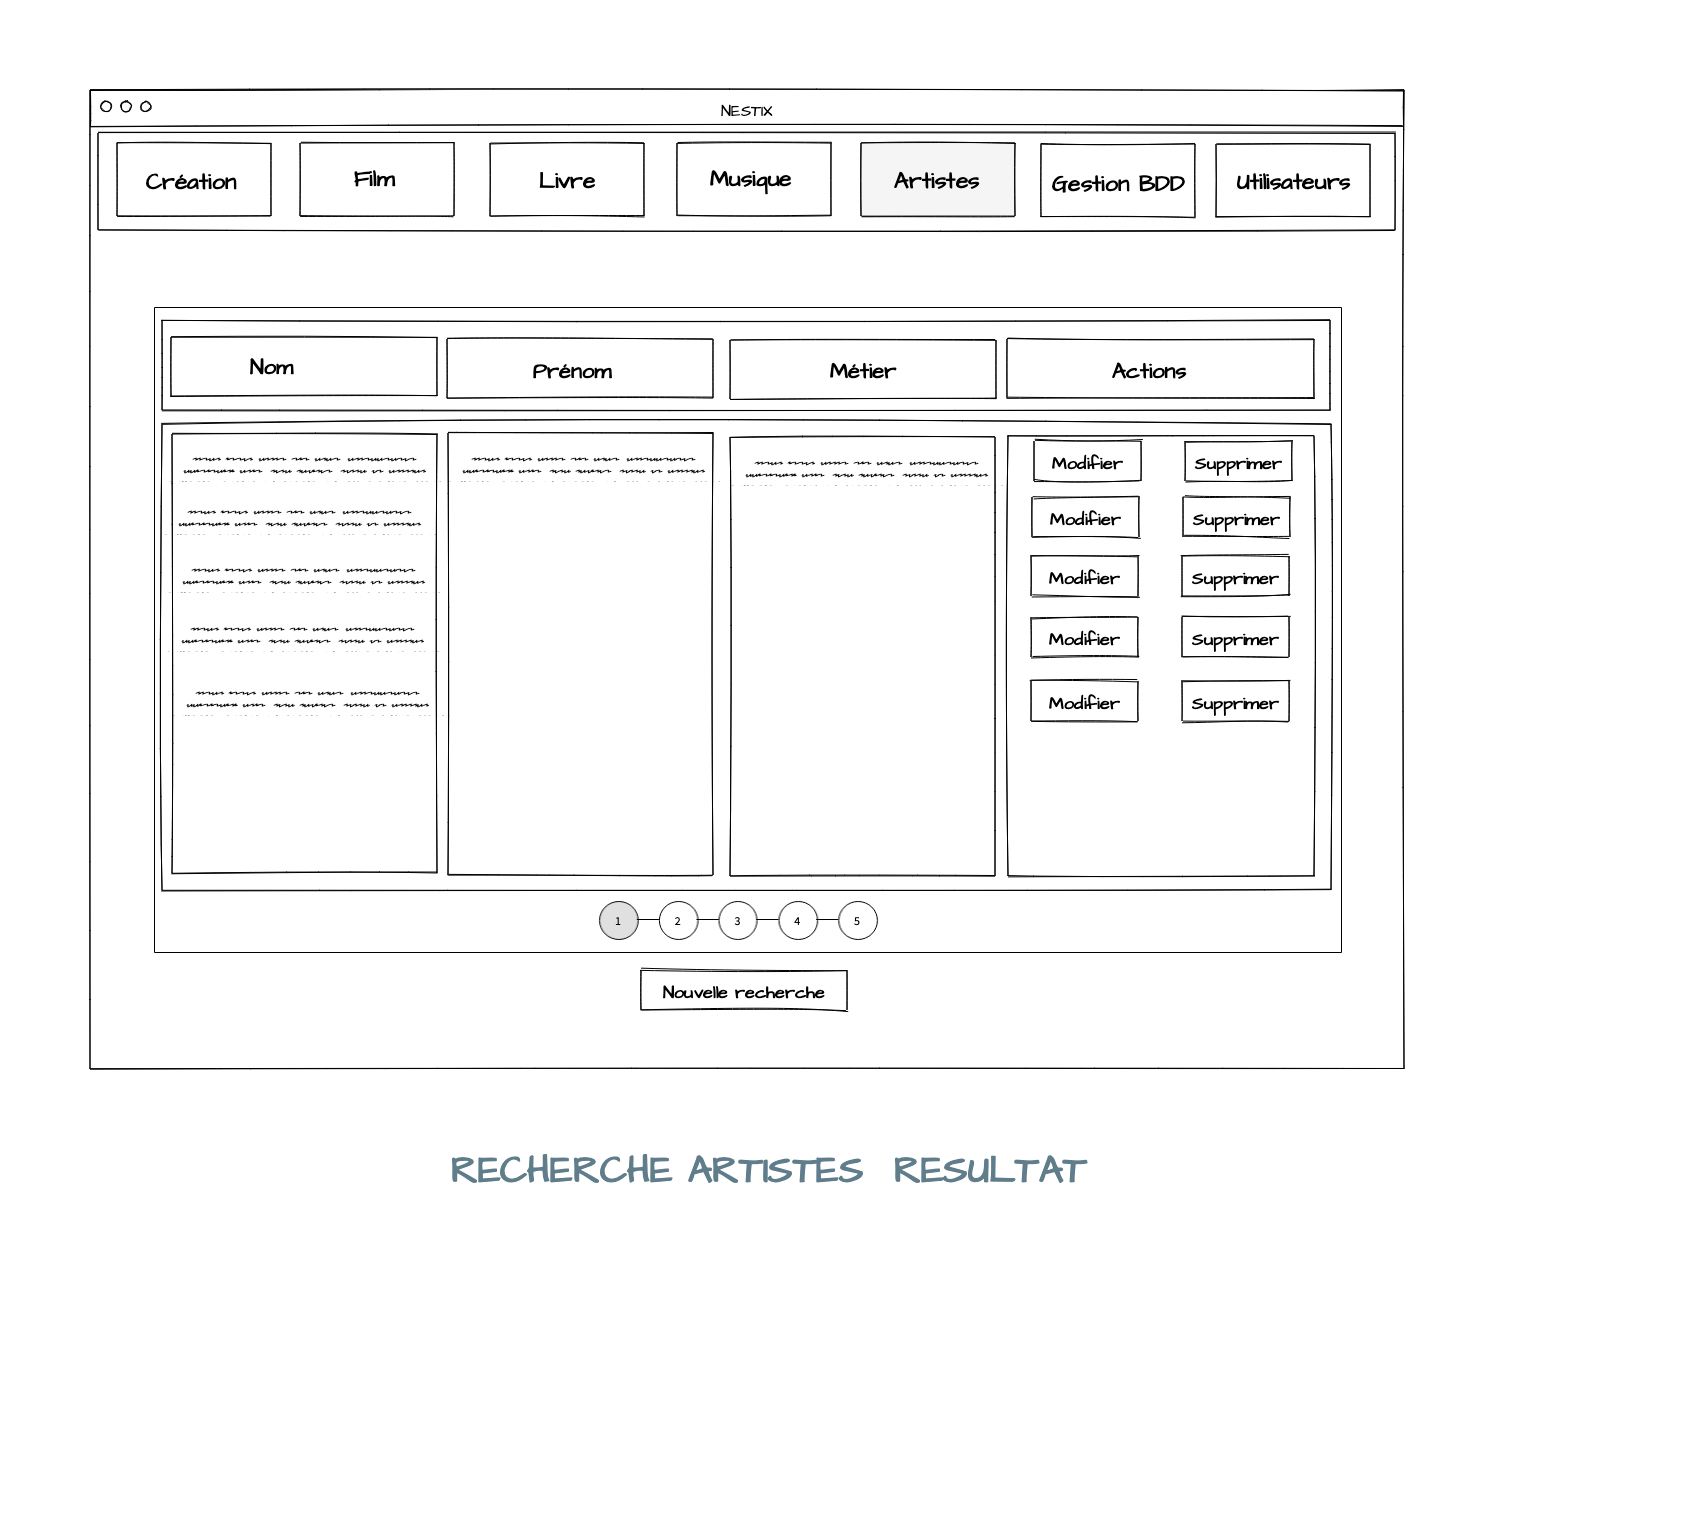 NESTIX
Création Film Livre Musique Artistes Gestion BDD Utilisateurs
Nom Prénom Métier Actions
Modifier Supprimer
Modifier Supprimer
Modifier Supprimer
Modifier Supprimer
Modifier Supprimer
1 2 3 4 5
Nouvelle recherche
RECHERCHE ARTISTES RESULTAT